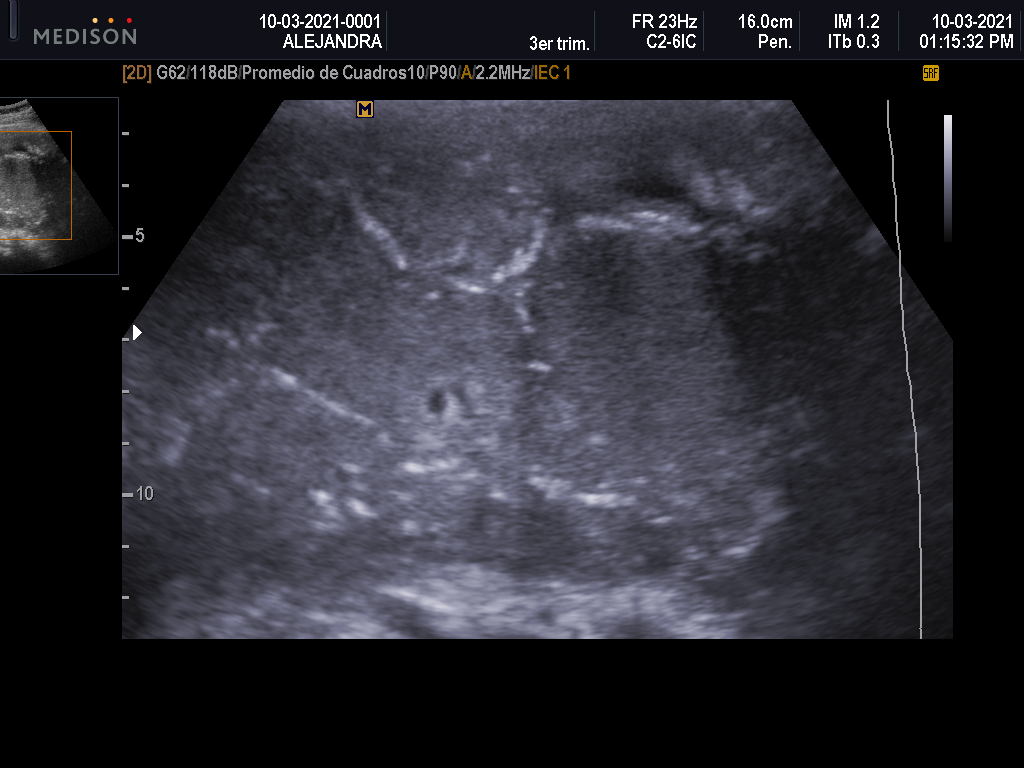 MEDISON
10-03-2021-0001
ALEJANDRA
3er trim.
FR 23Hz
C2-6IC
16.0cm
Pen.
IM 1.2
ITb 0.3
10-03-2021
01:15:32 PM
[2D] G62/118dB/Promedio de Cuadros10/P90/A/2.2MHz/IEC 1
SRF
M
5
10